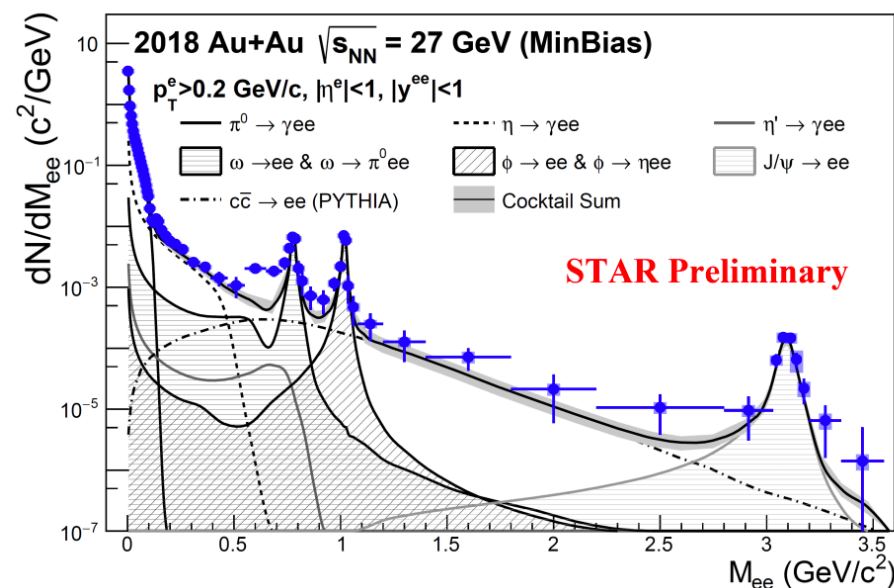 2018 Au+Au √sNN = 27 GeV (MinBias)
pTe>0.2 GeV/c, |ηe|<1, |yee|<1
π0 → γee η → γee η' → γee
ω →ee & ω → π0ee ϕ → ee & ϕ → ηee J/ψ → ee
cc̄ → ee (PYTHIA) Cocktail Sum
STAR Preliminary
dN/dMee (c2/GeV)
10
10−1
10−3
10−5
10−7
0 0.5 1 1.5 2 2.5 3 3.5
Mee (GeV/c2)